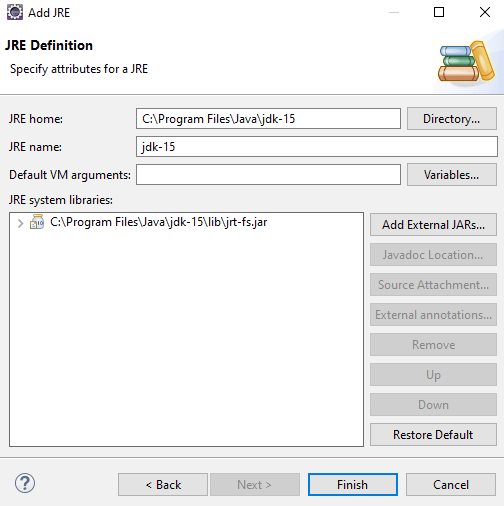 Add JRE
JRE Definition
Specify attributes for a JRE
JRE home:
C:\Program Files\Java\jdk-15
Directory...
JRE name:
jdk-15
Default VM arguments:
Variables...
JRE system libraries:
C:\Program Files\Java\jdk-15\lib\jrt-fs.jar
Add External JARs...
Javadoc Location...
Source Attachment...
External annotations...
Remove
Up
Down
Restore Default
?
< Back
Next >
Finish
Cancel